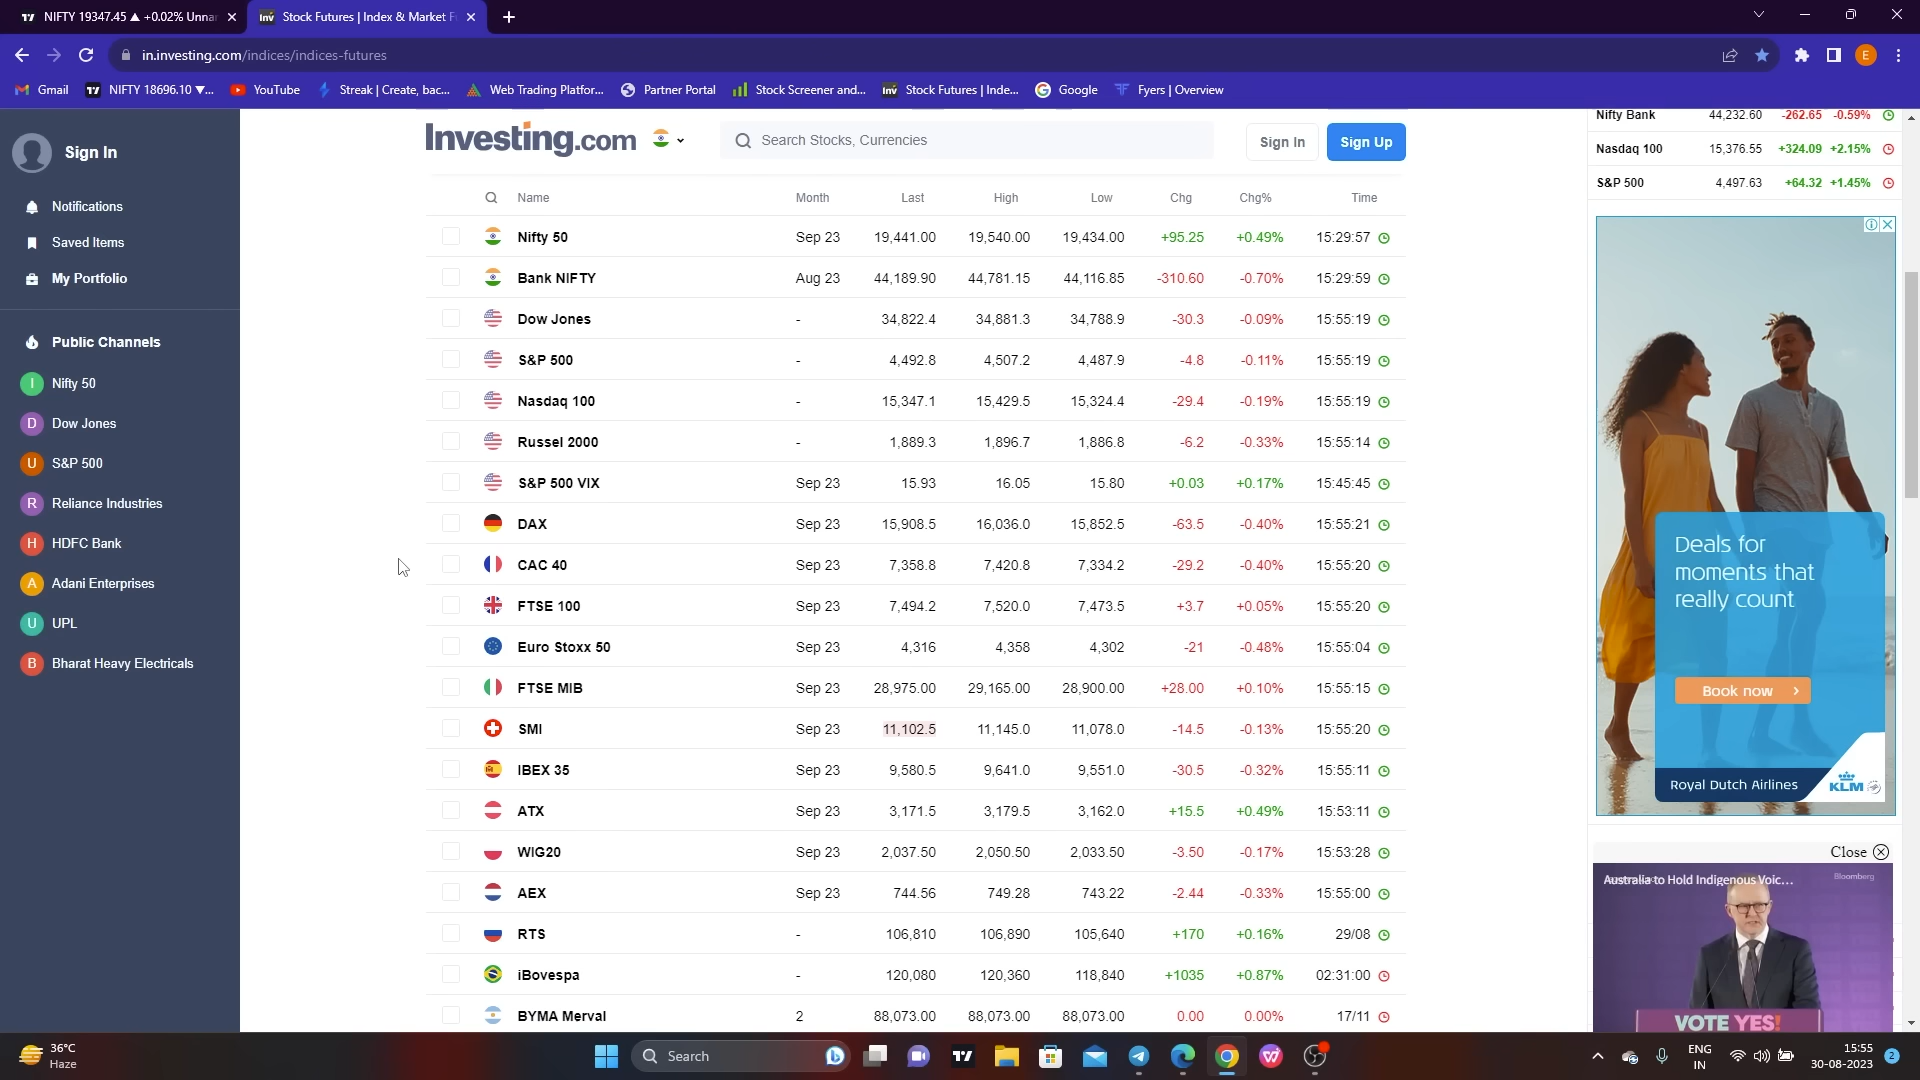 NIFTY 19347.45 ▲ +0.02% Unnar
Stock Futures | Index & Market F
in.investing.com/indices/indices-futures
E
Gmail
NIFTY 18696.10 ▼...
YouTube
Streak | Create, bac...
Web Trading Platfor...
Partner Portal
Stock Screener and...
Stock Futures | Inde...
Google
Fyers | Overview
Sign In
Notifications
Saved Items
My Portfolio
Public Channels
I Nifty 50
D Dow Jones
U S&P 500
R Reliance Industries
H HDFC Bank
A Adani Enterprises
U UPL
B Bharat Heavy Electricals
Investing.com
Search Stocks, Currencies
Sign In
Sign Up
Name Month Last High Low Chg Chg% Time
Nifty 50 Sep 23 19,441.00 19,540.00 19,434.00 +95.25 +0.49% 15:29:57
Bank NIFTY Aug 23 44,189.90 44,781.15 44,116.85 -310.60 -0.70% 15:29:59
Dow Jones - 34,822.4 34,881.3 34,788.9 -30.3 -0.09% 15:55:19
S&P 500 - 4,492.8 4,507.2 4,487.9 -4.8 -0.11% 15:55:19
Nasdaq 100 - 15,347.1 15,429.5 15,324.4 -29.4 -0.19% 15:55:19
Russel 2000 - 1,889.3 1,896.7 1,886.8 -6.2 -0.33% 15:55:14
S&P 500 VIX Sep 23 15.93 16.05 15.80 +0.03 +0.17% 15:45:45
DAX Sep 23 15,908.5 16,036.0 15,852.5 -63.5 -0.40% 15:55:21
CAC 40 Sep 23 7,358.8 7,420.8 7,334.2 -29.2 -0.40% 15:55:20
FTSE 100 Sep 23 7,494.2 7,520.0 7,473.5 +3.7 +0.05% 15:55:20
Euro Stoxx 50 Sep 23 4,316 4,358 4,302 -21 -0.48% 15:55:04
FTSE MIB Sep 23 28,975.00 29,165.00 28,900.00 +28.00 +0.10% 15:55:15
SMI Sep 23 11,102.5 11,145.0 11,078.0 -14.5 -0.13% 15:55:20
IBEX 35 Sep 23 9,580.5 9,641.0 9,551.0 -30.5 -0.32% 15:55:11
ATX Sep 23 3,171.5 3,179.5 3,162.0 +15.5 +0.49% 15:53:11
WIG20 Sep 23 2,037.50 2,050.50 2,033.50 -3.50 -0.17% 15:53:28
AEX Sep 23 744.56 749.28 743.22 -2.44 -0.33% 15:55:00
RTS - 106,810 106,890 105,640 +170 +0.16% 29/08
iBovespa - 120,080 120,360 118,840 +1035 +0.87% 02:31:00
BYMA Merval 2 88,073.00 88,073.00 88,073.00 0.00 0.00% 17/11
Nifty Bank 44,232.60 -262.65 -0.59%
Nasdaq 100 15,376.55 +324.09 +2.15%
S&P 500 4,497.63 +64.32 +1.45%
Deals for
moments that
really count
Book now
Royal Dutch Airlines
KLM
Close
Australia to Hold Indigenous Voic...
Bloomberg
VOTE YES!
36°C
Haze
Search
ENG
IN
15:55
30-08-2023
2